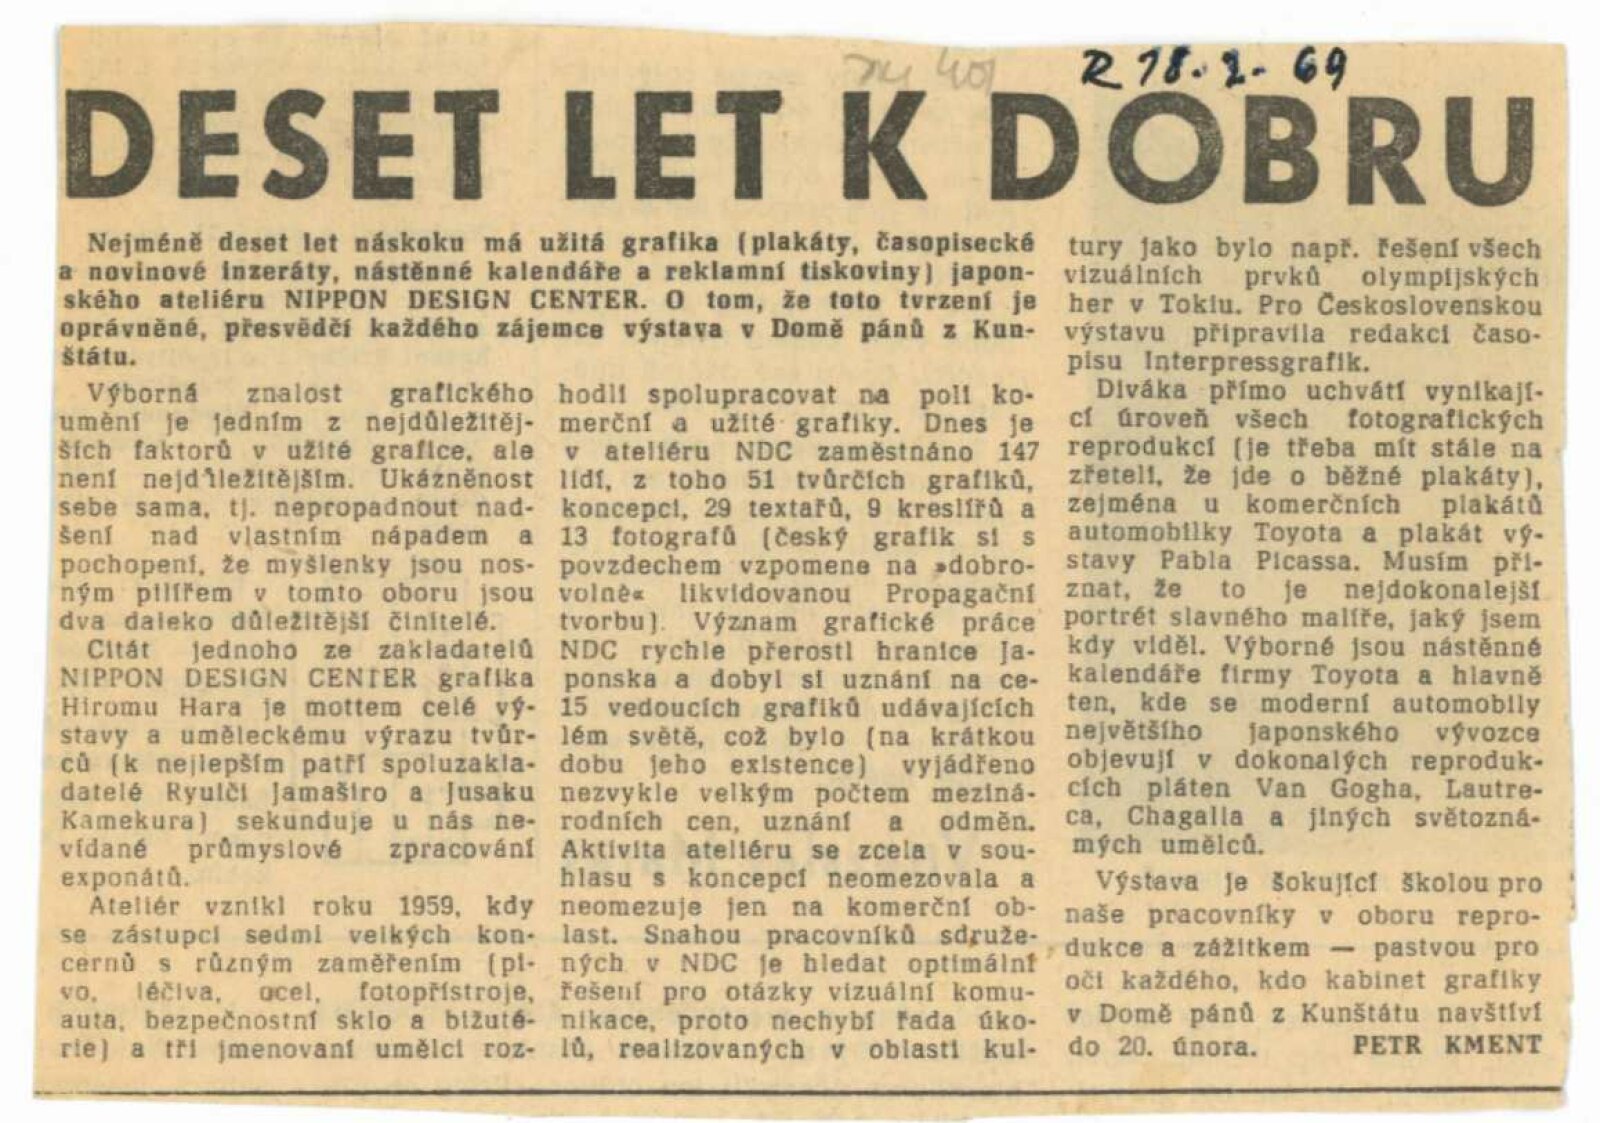 R 18. 2. 69
DESET LET K DOBRU
Nejméně deset let náskoku má užitá grafika (plakáty, časopisecké
a novinové inzeráty, nástěnné kalendáře a reklamní tiskoviny) japon-
ského ateliéru NIPPON DESIGN CENTER. O tom, že toto tvrzení je
oprávněné, přesvědčí každého zájemce výstava v Domě pánů z Kun-
štátu.
Výborná znalost grafického
umění je jedním z nejdůležitěj-
ších faktorů v užité grafice, ale
není nejdůležitějším. Ukázněnost
sebe sama, tj. nepropadnout nad-
šení nad vlastním nápadem a
pochopení, že myšlenky jsou nos-
ným pilířem v tomto oboru jsou
dva daleko důležitější činitelé.
Citát jednoho ze zakladatelů
NIPPON DESIGN CENTER grafika
Hiromu Hara je mottem celé vý-
stavy a uměleckému výrazu tvůr-
ců (k nejlepším patří spoluzakla-
datelé Ryuiči Jamaširo a Jusaku
Kamekura) sekunduje u nás ne-
vídané průmyslové zpracování
exponátů.
Ateliér vznikl roku 1959, kdy
se zástupci sedmi velkých kon-
cernů s různým zaměřením (pi-
vo, léčiva, ocel, fotopřístroje,
auta, bezpečnostní sklo a bižuté-
rie) a tři jmenovaní umělci roz-
hodli spolupracovat na poli ko-
merční a užité grafiky. Dnes je
v ateliéru NDC zaměstnáno 147
lidí, z toho 51 tvůrčích grafiků,
koncepci, 29 textařů, 9 kreslířů a
13 fotografů (český grafik si s
povzdechem vzpomene na »dobro-
volně« likvidovanou Propagační
tvorbu). Význam grafické práce
NDC rychle přerostl hranice Ja-
ponska a dobyl si uznání na ce-
15 vedoucích grafiků udávajících
lém světě, což bylo (na krátkou
dobu jeho existence) vyjádřeno
nezvykle velkým počtem meziná-
rodních cen, uznání a odměn.
Aktivita ateliéru se zcela v sou-
hlasu s koncepcí neomezovala a
neomezuje jen na komerční ob-
last. Snahou pracovníků sdruže-
ných v NDC je hledat optimální
řešení pro otázky vizuální komu-
nikace, proto nechybí řada úko-
lů, realizovaných v oblasti kul-
tury jako bylo např. řešení všech
vizuálních prvků olympijských
her v Tokiu. Pro Československou
výstavu připravila redakci časo-
pisu Interpressgrafik.
Diváka přímo uchvátí vynikají-
cí úroveň všech fotografických
reprodukcí (je třeba mít stále na
zřeteli, že jde o běžné plakáty),
zejména u komerčních plakátů
automobilky Toyota a plakát vý-
stavy Pabla Picassa. Musím při-
znat, že to je nejdokonalejší
portrét slavného malíře, jaký jsem
kdy viděl. Výborné jsou nástěnné
kalendáře firmy Toyota a hlavně
ten, kde se moderní automobily
největšího japonského vývozce
objevují v dokonalých reproduk-
cích pláten Van Gogha, Lautre-
ca, Chagalla a jiných světozná-
mých umělců.
Výstava je šokující školou pro
naše pracovníky v oboru repro-
dukce a zážitkem — pastvou pro
oči každého, kdo kabinet grafiky
v Domě pánů z Kunštátu navštíví
do 20. února. PETR KMENT